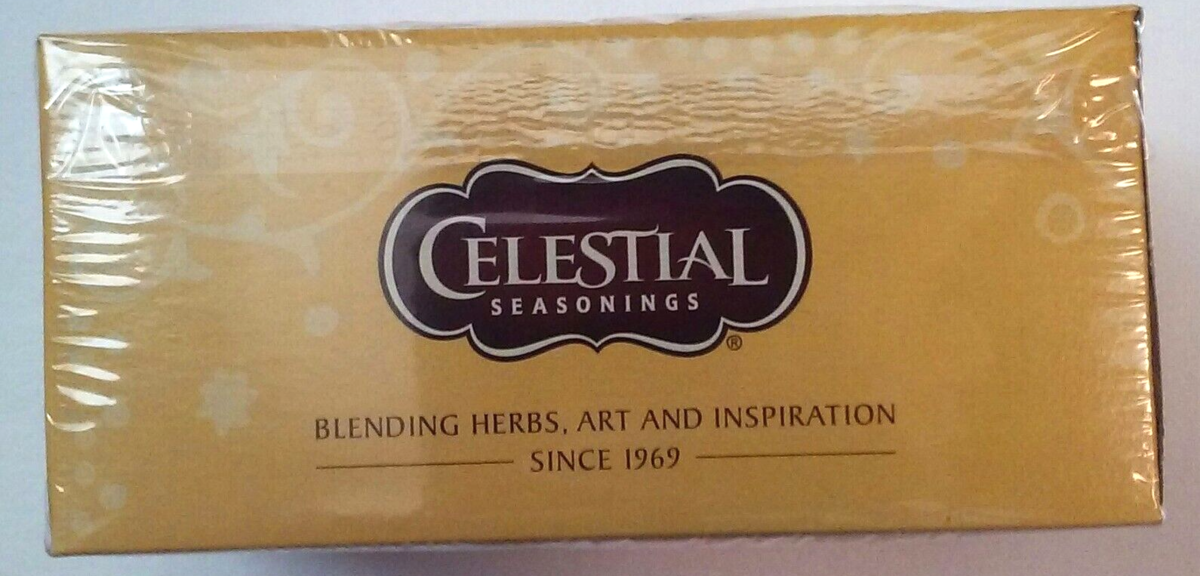 CELESTIAL
SEASONINGS
®
BLENDING HERBS, ART AND INSPIRATION
SINCE 1969